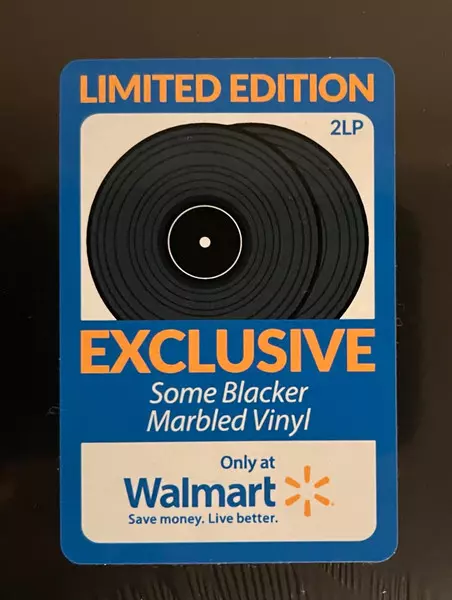 LIMITED EDITION
2LP
EXCLUSIVE
Some Blacker
Marbled Vinyl
Only at
Walmart
Save money. Live better.